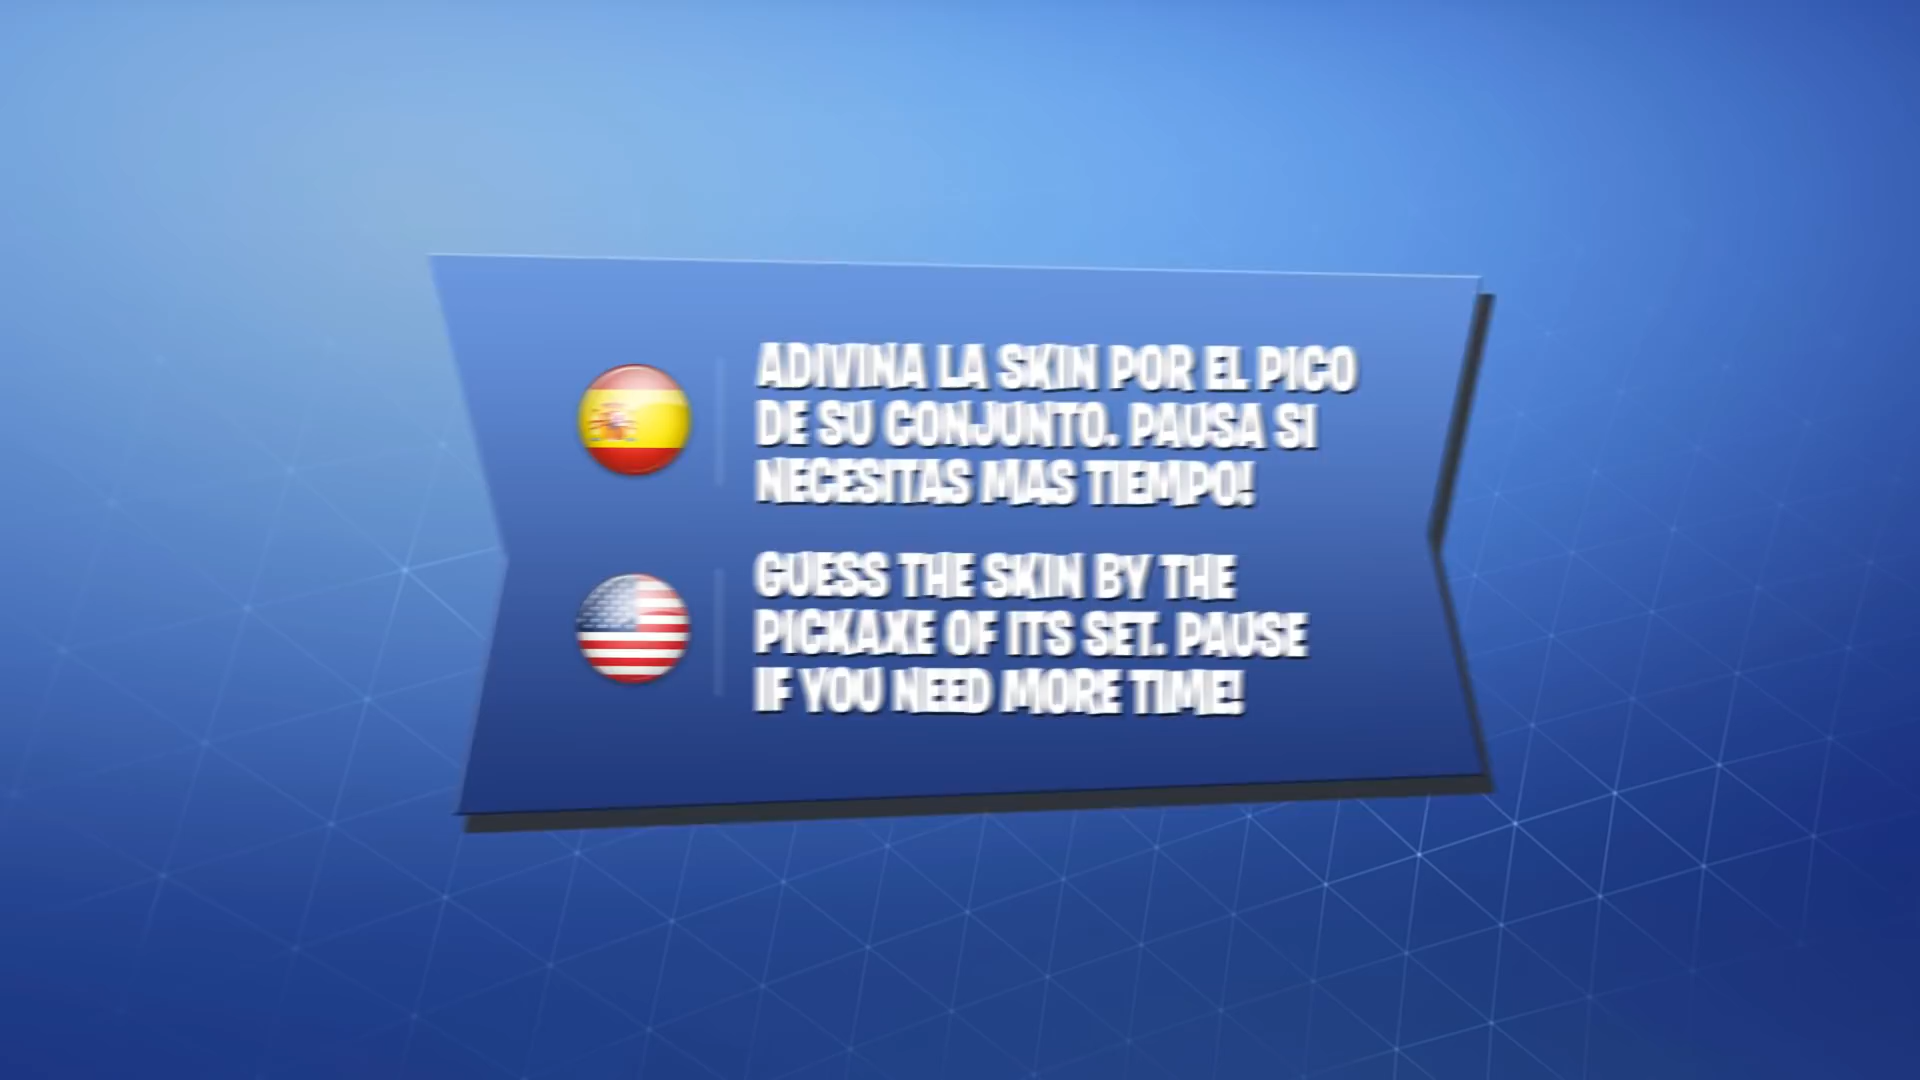 ADIVINA LA SKIN POR EL PICO
DE SU CONJUNTO. PAUSA SI
NECESITAS MAS TIEMPO!
GUESS THE SKIN BY THE
PICKAXE OF ITS SET. PAUSE
IF YOU NEED MORE TIME!